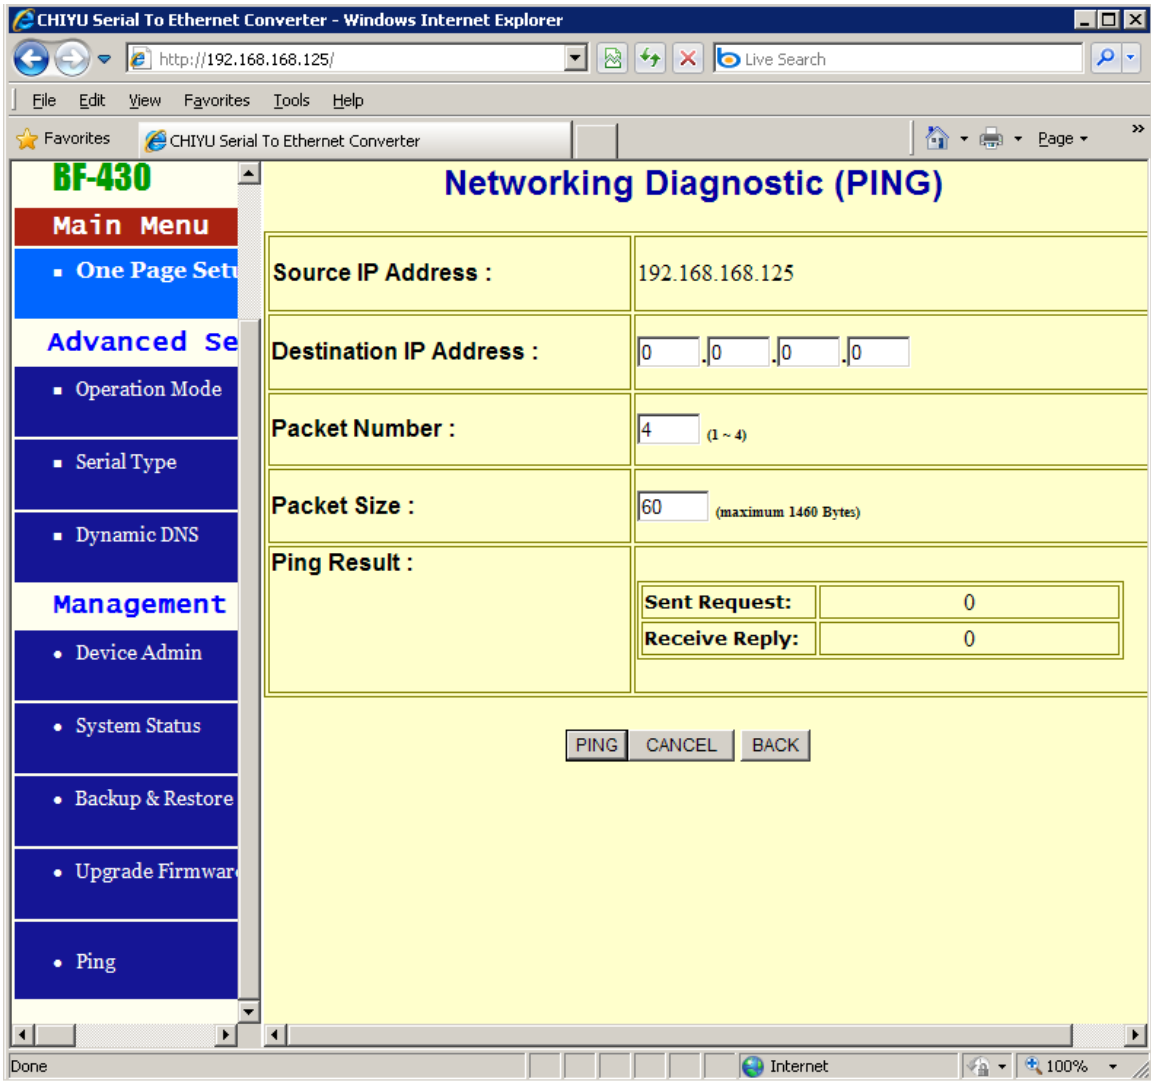 CHIYU Serial To Ethernet Converter - Windows Internet Explorer
http://192.168.168.125/
Live Search
File Edit View Favorites Tools Help
Favorites
CHIYU Serial To Ethernet Converter
Page
BF-430
Main Menu
One Page Setu
Advanced Se
Operation Mode
Serial Type
Dynamic DNS
Management
Device Admin
System Status
Backup & Restore
Upgrade Firmware
Ping
Networking Diagnostic (PING)
Source IP Address : 192.168.168.125
Destination IP Address : 0 . 0 . 0 . 0
Packet Number : 4 (1 ~ 4)
Packet Size : 60 (maximum 1460 Bytes)
Ping Result :
Sent Request: 0
Receive Reply: 0
PING CANCEL BACK
Done Internet 100%